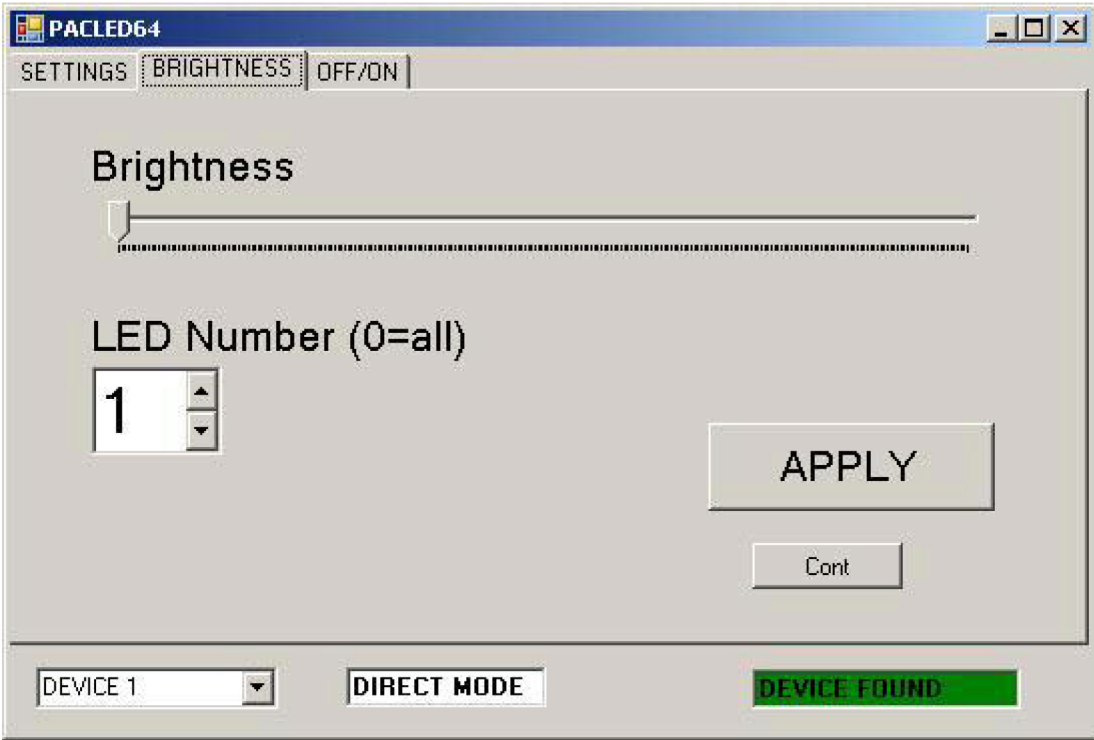 PACLED64
SETTINGS BRIGHTNESS OFF/ON
Brightness
LED Number (0=all)
1
APPLY
Cont
DEVICE 1 DIRECT MODE DEVICE FOUND